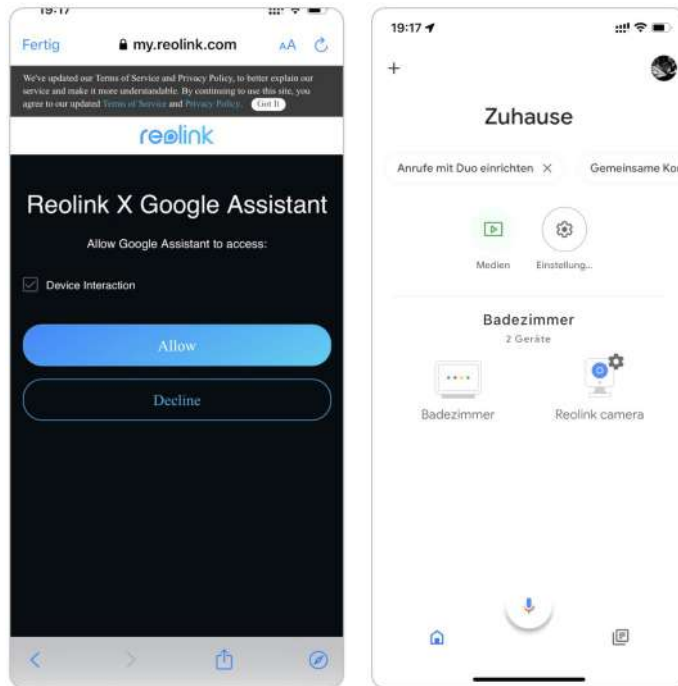 19:17
Fertig
my.reolink.com
AA
We've updated our Terms of Service and Privacy Policy, to better explain our
service and make it more understandable. By continuing to use this site, you
agree to our updated Terms of Service and Privacy Policy. Got It
reolink
Reolink X Google Assistant
Allow Google Assistant to access:
Device Interaction
Allow
Decline
19:17
+
Zuhause
Anrufe mit Duo einrichten ×
Gemeinsame Ko
Medien
Einstellung...
Badezimmer
2 Geräte
Badezimmer
Reolink camera